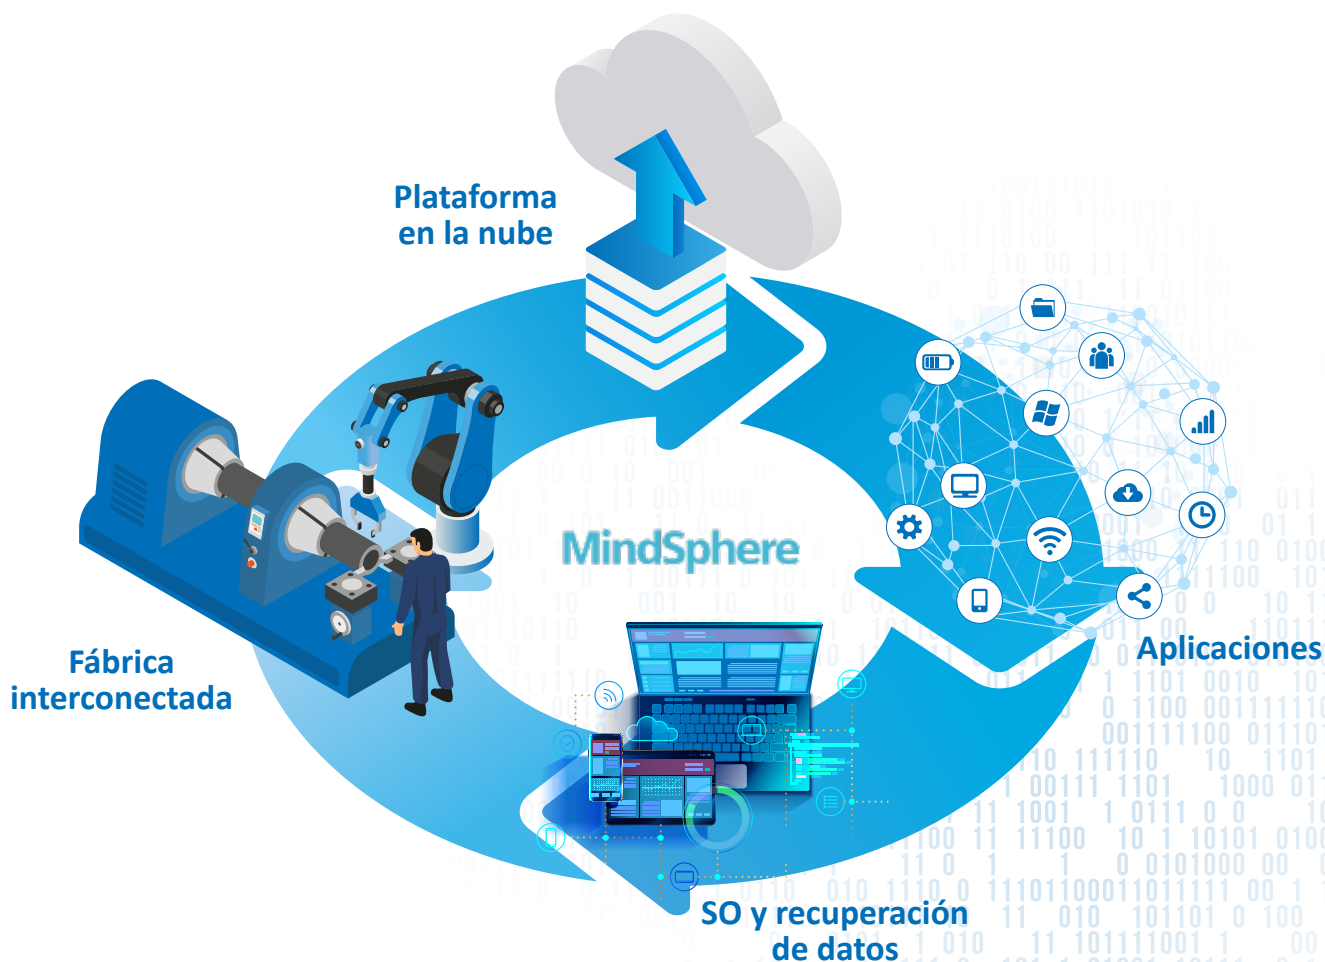 Plataforma
en la nube
MindSphere
Fábrica
interconectada
Aplicaciones
SO y recuperación
de datos